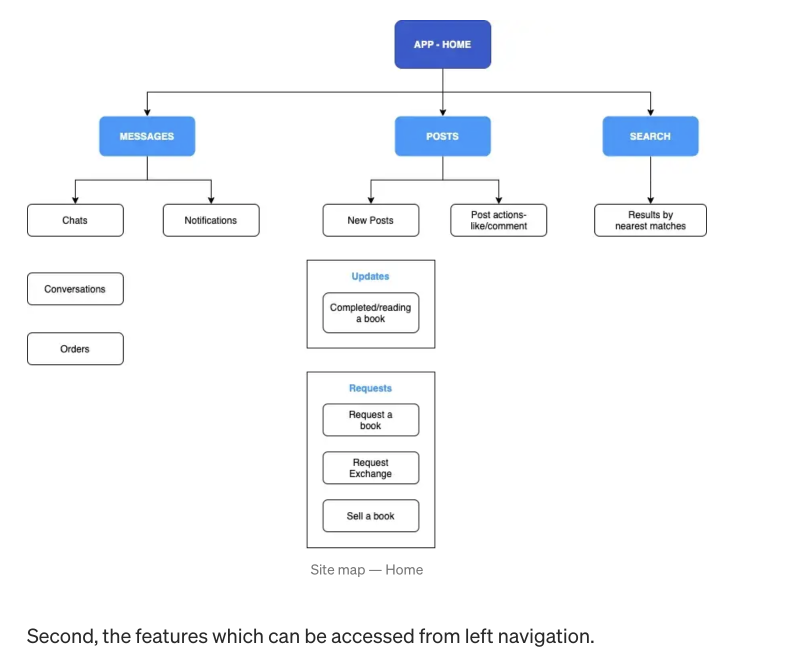 APP - HOME
MESSAGES
POSTS
SEARCH
Chats
Notifications
New Posts
Post actions-
like/comment
Results by
nearest matches
Conversations
Orders
Updates
Completed/reading
a book
Requests
Request a
book
Request
Exchange
Sell a book
Site map — Home
Second, the features which can be accessed from left navigation.